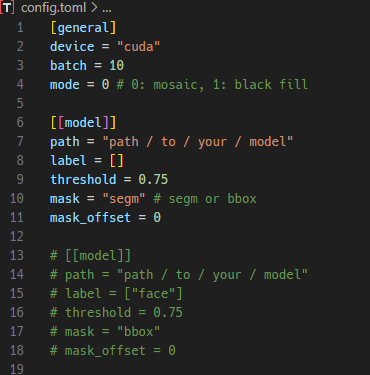 T config.toml > ...
1 [general]
2 device = "cuda"
3 batch = 10
4 mode = 0 # 0: mosaic, 1: black fill
5
6 [[model]]
7 path = "path / to / your / model"
8 label = []
9 threshold = 0.75
10 mask = "segm" # segm or bbox
11 mask_offset = 0
12
13 # [[model]]
14 # path = "path / to / your / model"
15 # label = ["face"]
16 # threshold = 0.75
17 # mask = "bbox"
18 # mask_offset = 0
19